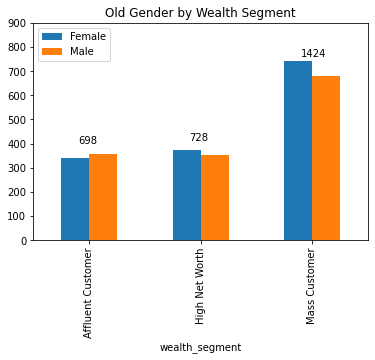 Old Gender by Wealth Segment
900
800
700
600
500
400
300
200
100
0
Female
Male
698
728
1424
Affluent Customer
High Net Worth
Mass Customer
wealth_segment